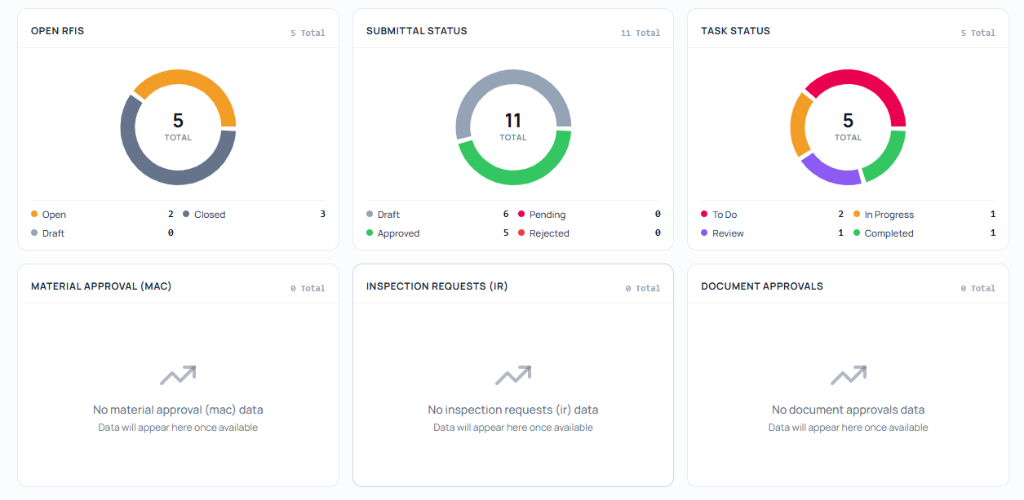 OPEN RFIS 5 Total
5
TOTAL
Open 2 Closed 3
Draft 0
SUBMITTAL STATUS 11 Total
11
TOTAL
Draft 6 Pending 0
Approved 5 Rejected 0
TASK STATUS 5 Total
5
TOTAL
To Do 2 In Progress 1
Review 1 Completed 1
MATERIAL APPROVAL (MAC) 0 Total
No material approval (mac) data
Data will appear here once available
INSPECTION REQUESTS (IR) 0 Total
No inspection requests (ir) data
Data will appear here once available
DOCUMENT APPROVALS 0 Total
No document approvals data
Data will appear here once available